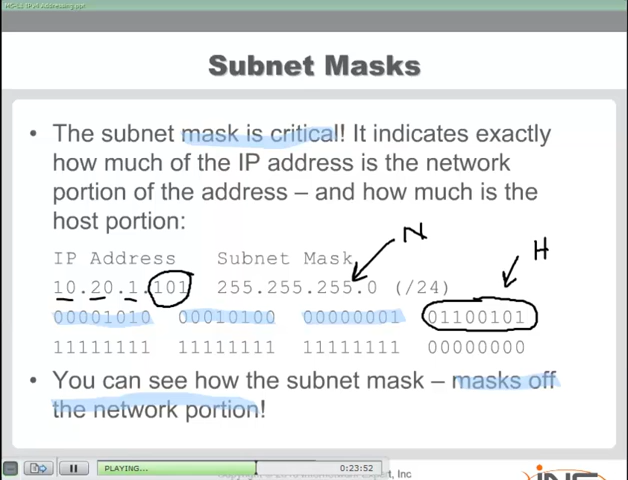 Subnet Masks
• The subnet mask is critical! It indicates exactly
how much of the IP address is the network
portion of the address – and how much is the
host portion:
N
H
IP Address Subnet Mask
10.20.1.101 255.255.255.0 (/24)
00001010 00010100 00000001 01100101
11111111 11111111 11111111 00000000
• You can see how the subnet mask – masks off
the network portion!
PLAYING...
0:23:52